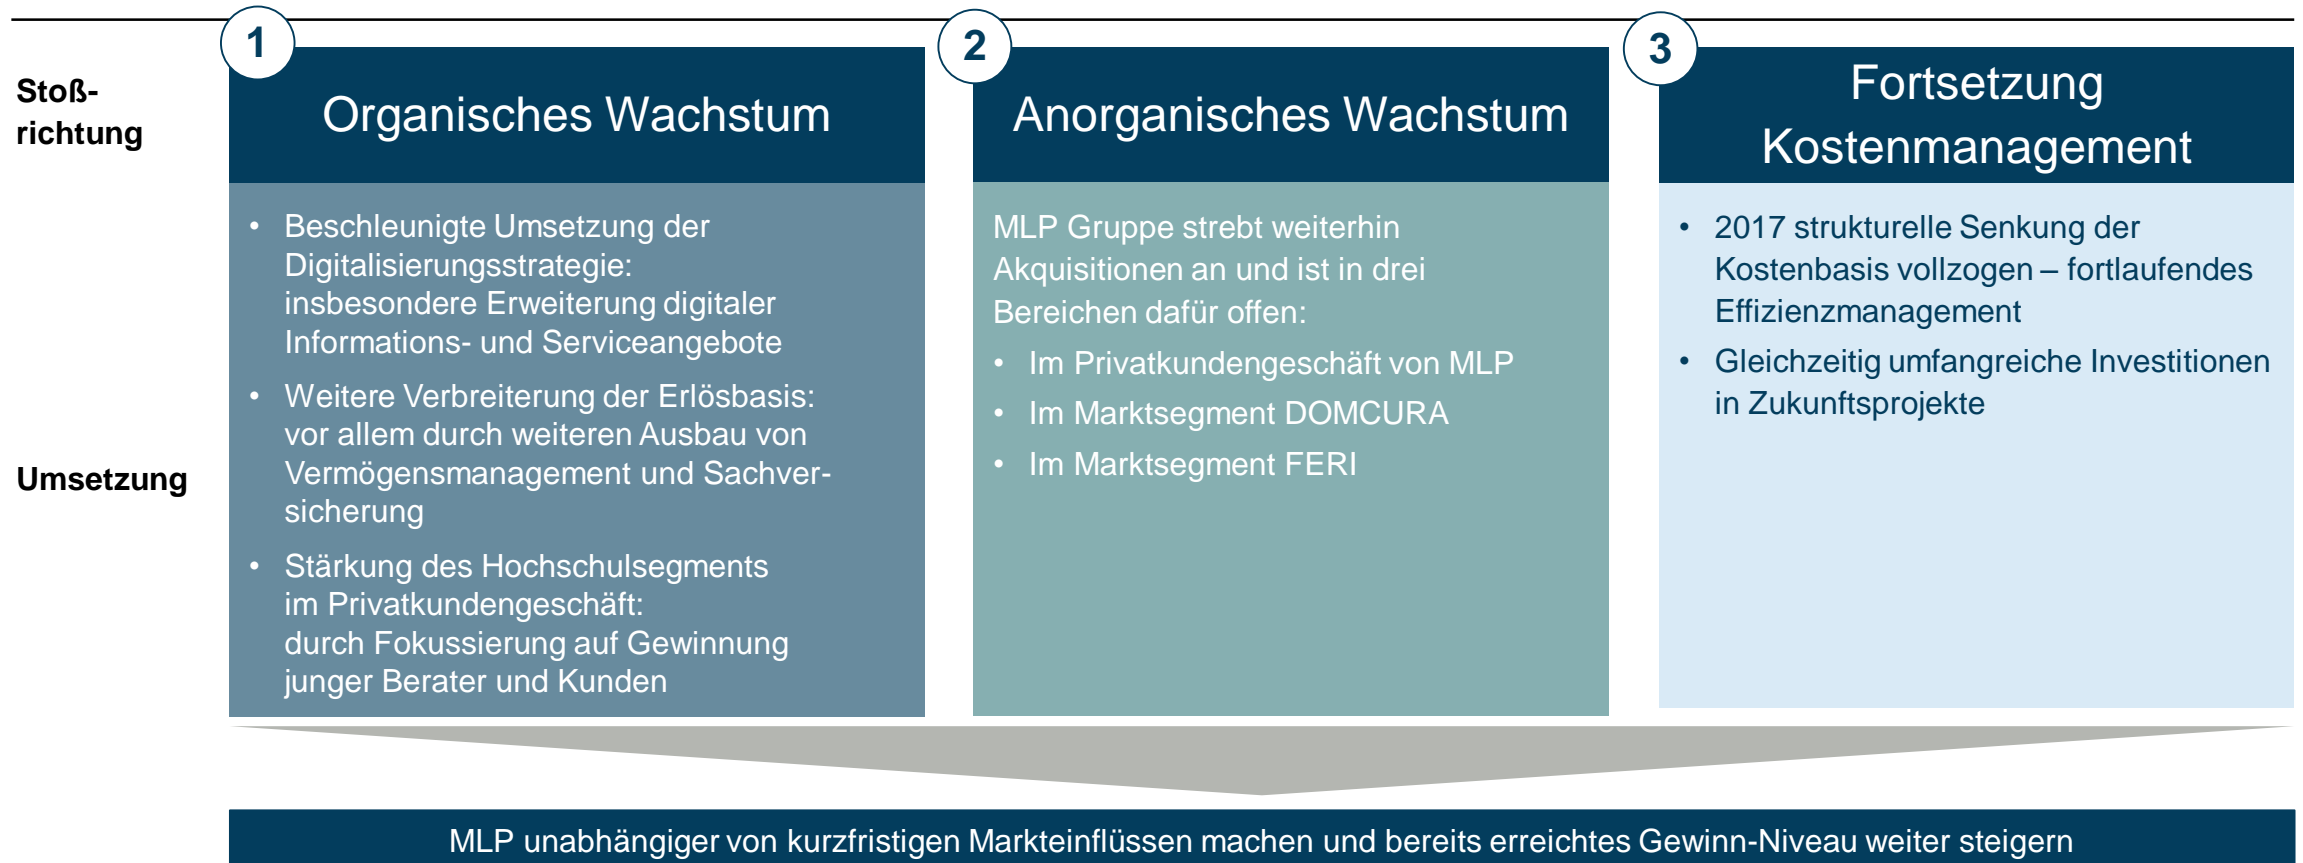 Stoß-
richtung
1
Organisches Wachstum
2
Anorganisches Wachstum
3
Fortsetzung
Kostenmanagement
Umsetzung
• Beschleunigte Umsetzung der
Digitalisierungsstrategie:
insbesondere Erweiterung digitaler
Informations- und Serviceangebote
• Weitere Verbreiterung der Erlösbasis:
vor allem durch weiteren Ausbau von
Vermögensmanagement und Sachver-
sicherung
• Stärkung des Hochschulsegments
im Privatkundengeschäft:
durch Fokussierung auf Gewinnung
junger Berater und Kunden
MLP Gruppe strebt weiterhin
Akquisitionen an und ist in drei
Bereichen dafür offen:
• Im Privatkundengeschäft von MLP
• Im Marktsegment DOMCURA
• Im Marktsegment FERI
• 2017 strukturelle Senkung der
Kostenbasis vollzogen – fortlaufendes
Effizienzmanagement
• Gleichzeitig umfangreiche Investitionen
in Zukunftsprojekte
MLP unabhängiger von kurzfristigen Markteinflüssen machen und bereits erreichtes Gewinn-Niveau weiter steigern